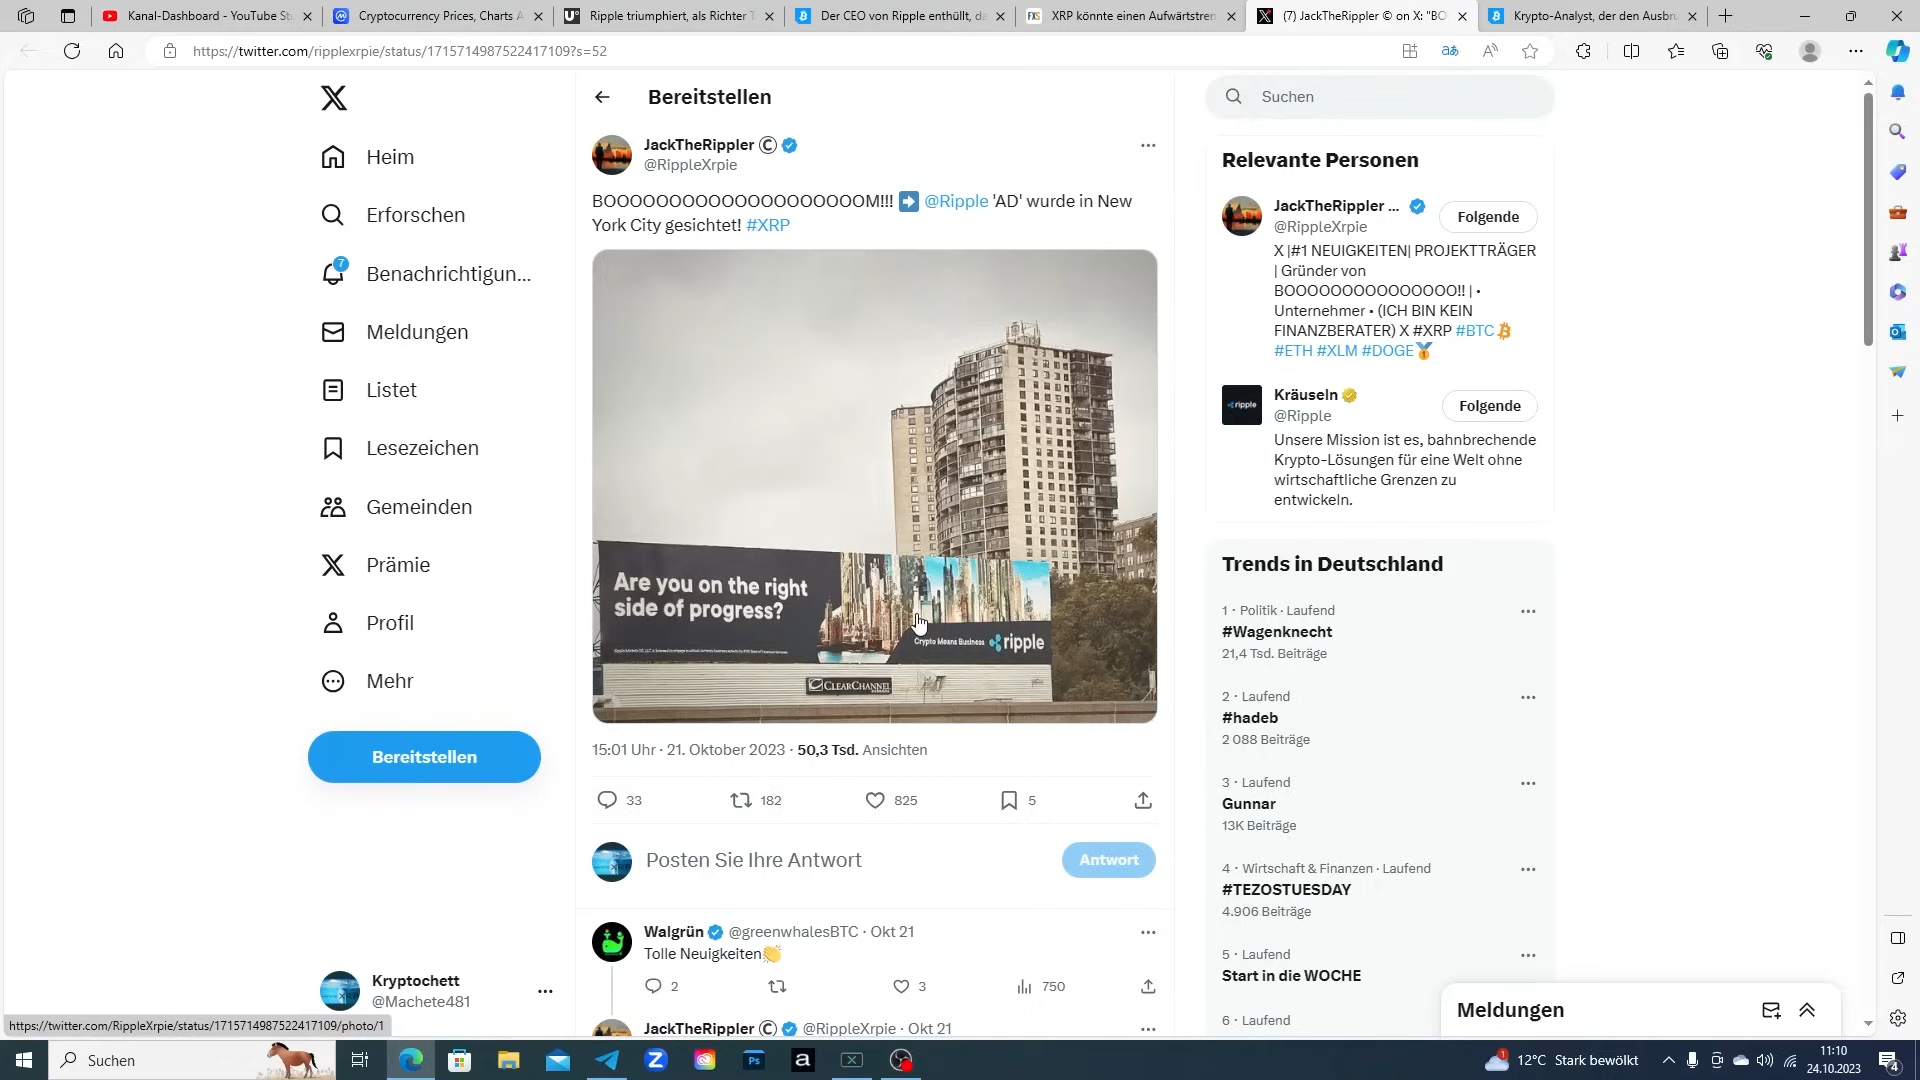 Kanal-Dashboard - YouTube St
Cryptocurrency Prices, Charts A
Ripple triumphiert, als Richter T
Der CEO von Ripple enthüllt, da
XRP könnte einen Aufwärtstren
(7) JackTheRippler © on X: "BO
Krypto-Analyst, der den Ausbru
https://twitter.com/ripplexrpie/status/1715714987522417109?s=52
Heim
Erforschen
7
Benachrichtigun...
Meldungen
Listet
Lesezeichen
Gemeinden
Prämie
Profil
Mehr
Bereitstellen
Kryptochett
@Machete481
https://twitter.com/RippleXrpie/status/1715714987522417109/photo/1
Bereitstellen
JackTheRippler ©
@RippleXrpie
BOOOOOOOOOOOOOOOOOOOOM!!! ➡️ @Ripple 'AD' wurde in New
York City gesichtet! #XRP
Are you on the right
side of progress?
Crypto Means Business ripple
CLEARCHANNEL
15:01 Uhr · 21. Oktober 2023 · 50,3 Tsd. Ansichten
33 182 825 5
Posten Sie Ihre Antwort
Antwort
Walgrün @greenwhalesBTC · Okt 21
Tolle Neuigkeiten👏
2 3 750
JackTheRippler © @RippleXrpie · Okt 21
Suchen
Relevante Personen
JackTheRippler ...
@RippleXrpie
Folgende
X |#1 NEUIGKEITEN| PROJEKTTRÄGER
| Gründer von
BOOOOOOOOOOOOOOO!! | •
Unternehmer • (ICH BIN KEIN
FINANZBERATER) X #XRP #BTC
#ETH #XLM #DOGE🥇
Kräuseln
@Ripple
Folgende
ripple
Unsere Mission ist es, bahnbrechende
Krypto-Lösungen für eine Welt ohne
wirtschaftliche Grenzen zu
entwickeln.
Trends in Deutschland
1 · Politik · Laufend
#Wagenknecht
21,4 Tsd. Beiträge
2 · Laufend
#hadeb
2 088 Beiträge
3 · Laufend
Gunnar
13K Beiträge
4 · Wirtschaft & Finanzen · Laufend
#TEZOSTUESDAY
4.906 Beiträge
5 · Laufend
Start in die WOCHE
6 · Laufend
Meldungen
Suchen
12°C Stark bewölkt
11:10
24.10.2023